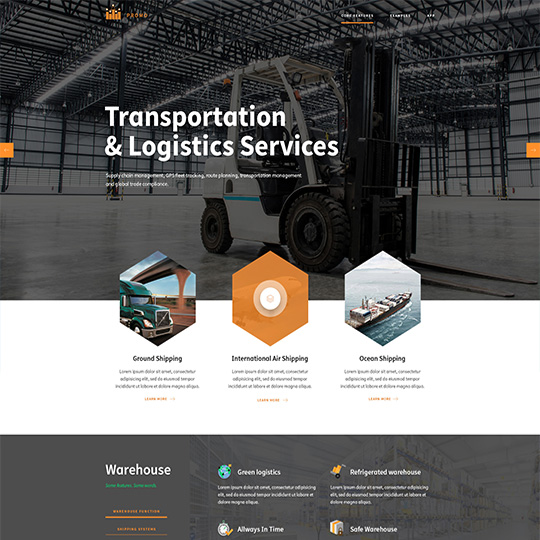 PROMO
CORE FEATURES
EXAMPLES
APP
Transportation
& Logistics Services
Supply chain management, GPS fleet tracking, route planning, transportation management
and global trade compliance.
Ground Shipping
International Air Shipping
Ocean Shipping
Lorem ipsum dolor sit amet, consectetur
adipisicing elit, sed do eiusmod tempor
incididunt ut labore et dolore magna aliqua.
LEARN MORE
Lorem ipsum dolor sit amet, consectetur
adipisicing elit, sed do eiusmod tempor
incididunt ut labore et dolore magna aliqua.
LEARN MORE
Lorem ipsum dolor sit amet, consectetur
adipisicing elit, sed do eiusmod tempor
incididunt ut labore et dolore magna aliqua.
LEARN MORE
Warehouse
WAREHOUSE FUNCTION
SHIPPING SYSTEMS
Green logistics
Lorem ipsum dolor sit amet, consectetur
adipisicing elit, sed do eiusmod tempor
incididunt ut labore et dolore magna
aliqua.
Refrigerated warehouse
Lorem ipsum dolor sit amet, consectetur
adipisicing elit, sed do eiusmod tempor
incididunt ut labore et dolore magna
aliqua.
Allways In Time
Safe Warehouse